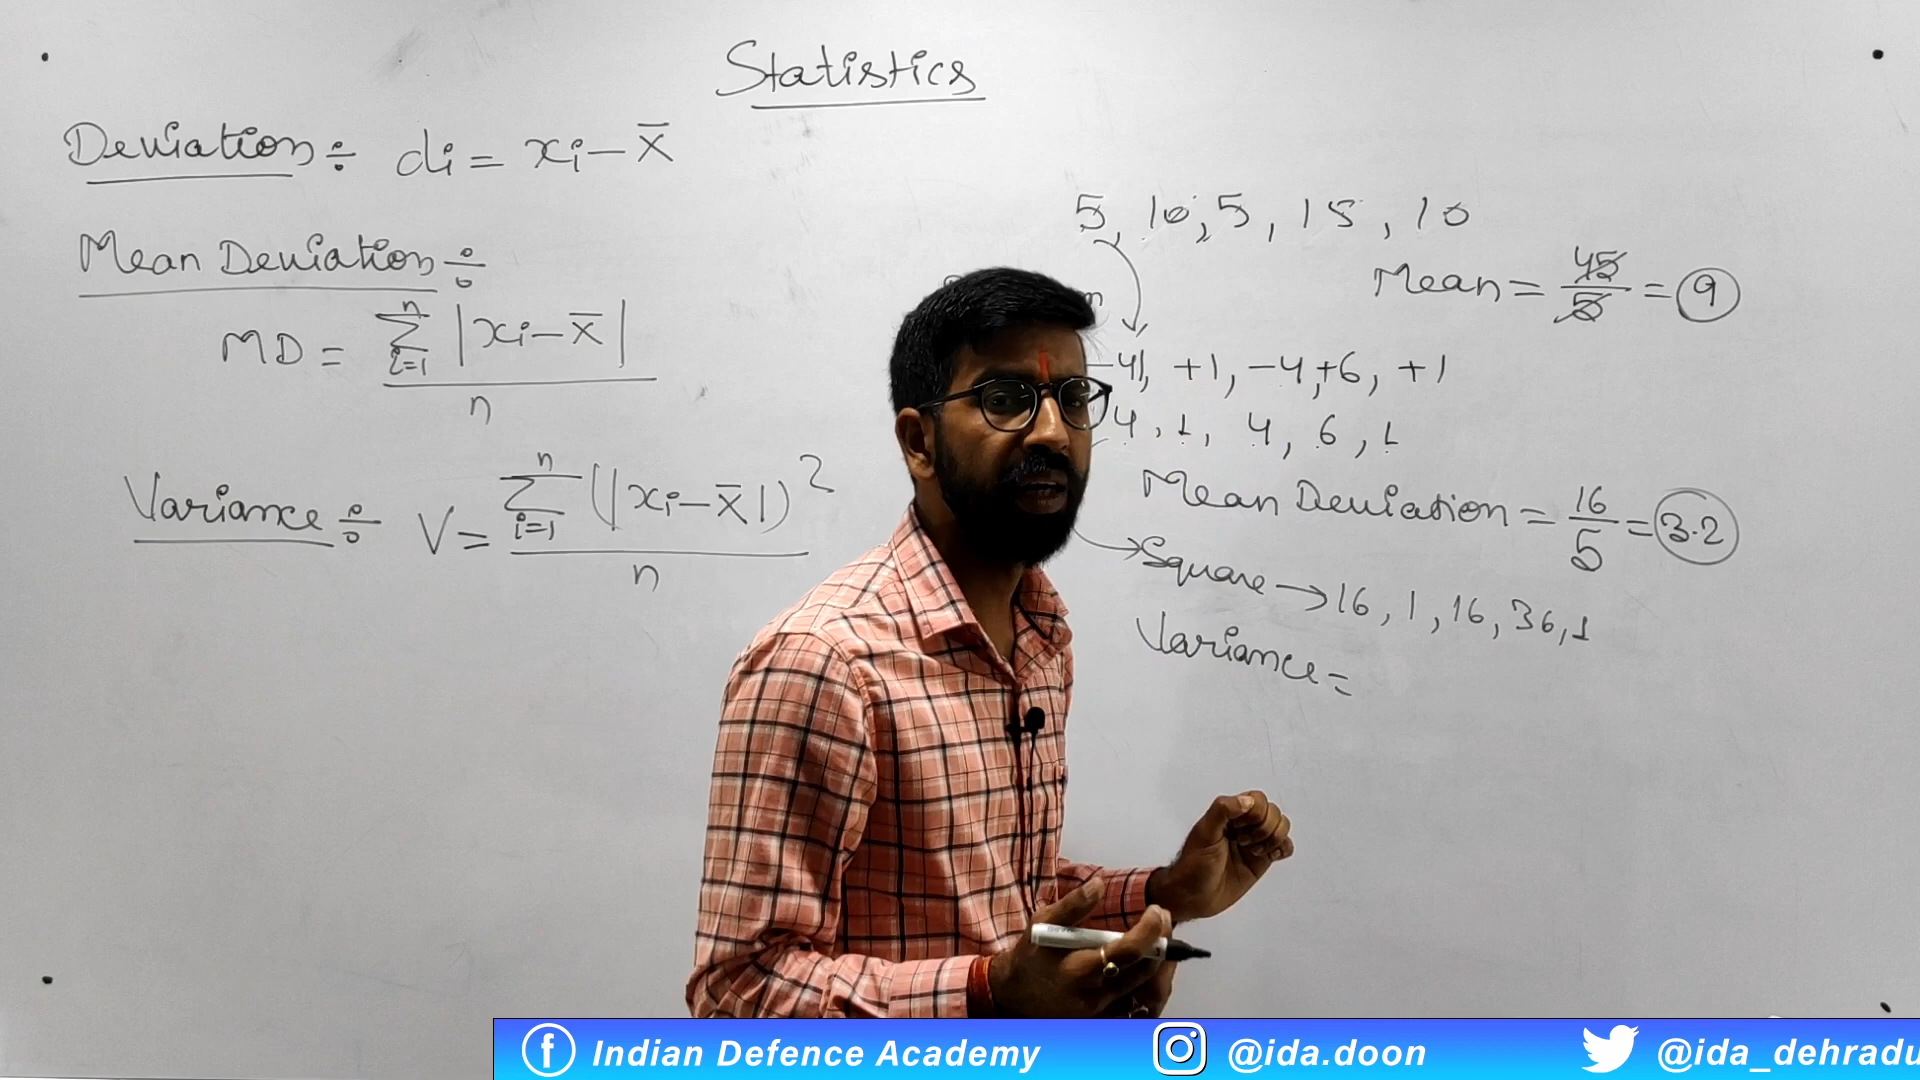 Statistics
Deviation ÷ di = xi – x̅
Mean Deviation ÷
MD = n∑i=1 |xi – x̅|
n
Variance ÷ V = n∑i=1 (|xi – x̅|)²
n
5, 10, 5, 15, 10
Mean = 45/5 = 9
–4, +1, –4, +6, +1
4, 1, 4, 6, 1
Mean Deviation = 16/5 = 3.2
→ Square → 16, 1, 16, 36, 1
Variance =
Indian Defence Academy @ida.doon @ida_dehradu